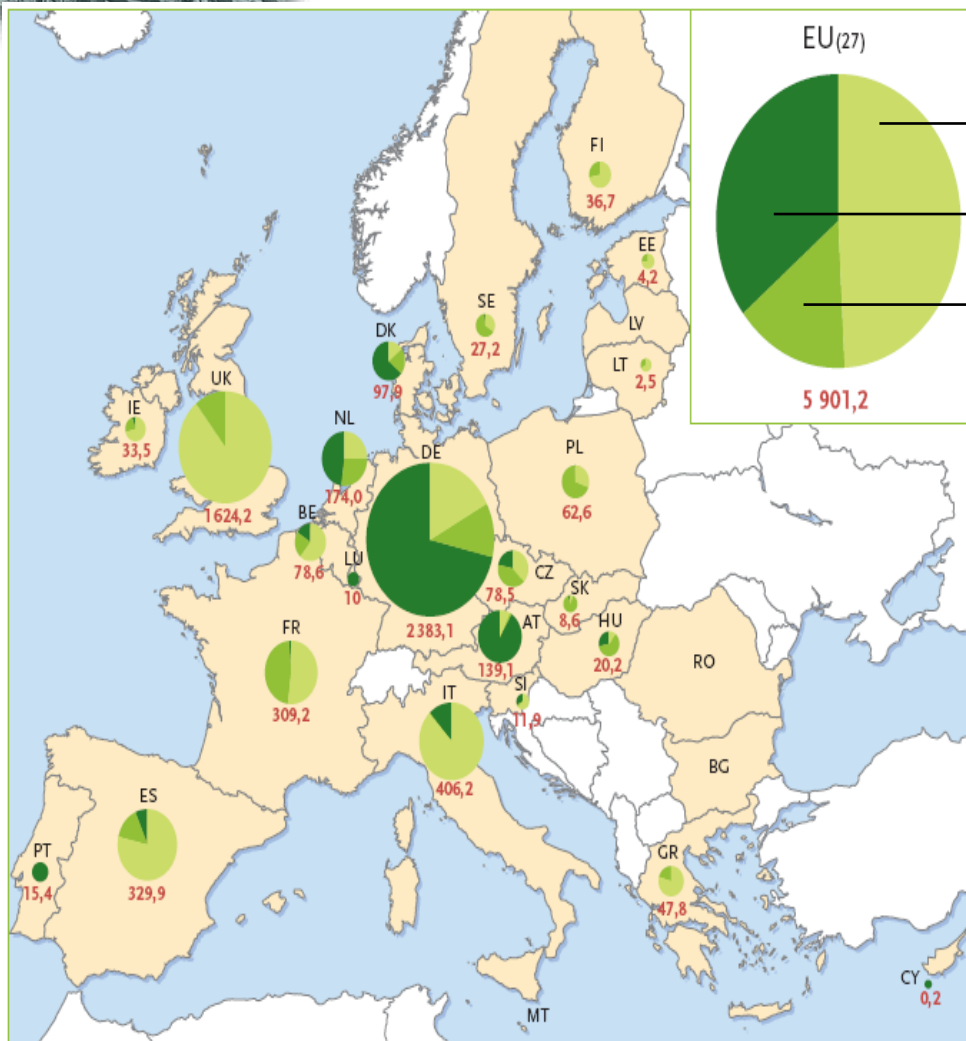 EU(27)
5 901,2
FI
36,7
EE
4,2
SE
27,2
LV
LT
2,5
DK
97,9
UK
1624,2
IE
33,5
NL
174,0
DE
2 383,1
PL
62,6
BE
78,6
LU
10
CZ
78,5
SK
8,6
AT
139,1
HU
20,2
RO
FR
309,2
IT
406,2
SI
11,9
BG
ES
329,9
PT
15,4
GR
47,8
CY
0,2
MT